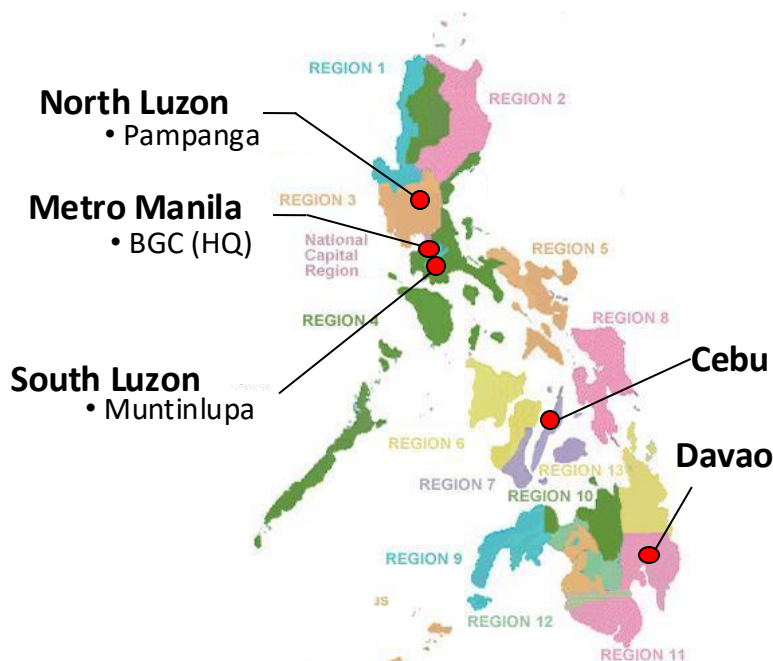 REGION 1
North Luzon
• Pampanga
REGION 2
REGION 3
Metro Manila
• BGC (HQ)
National
Capital
Region
REGION 5
REGION 4
REGION 8
South Luzon
• Muntinlupa
Cebu
REGION 6
REGION 7
REGION 13
Davao
REGION 10
REGION 9
us
REGION 12
REGION 11